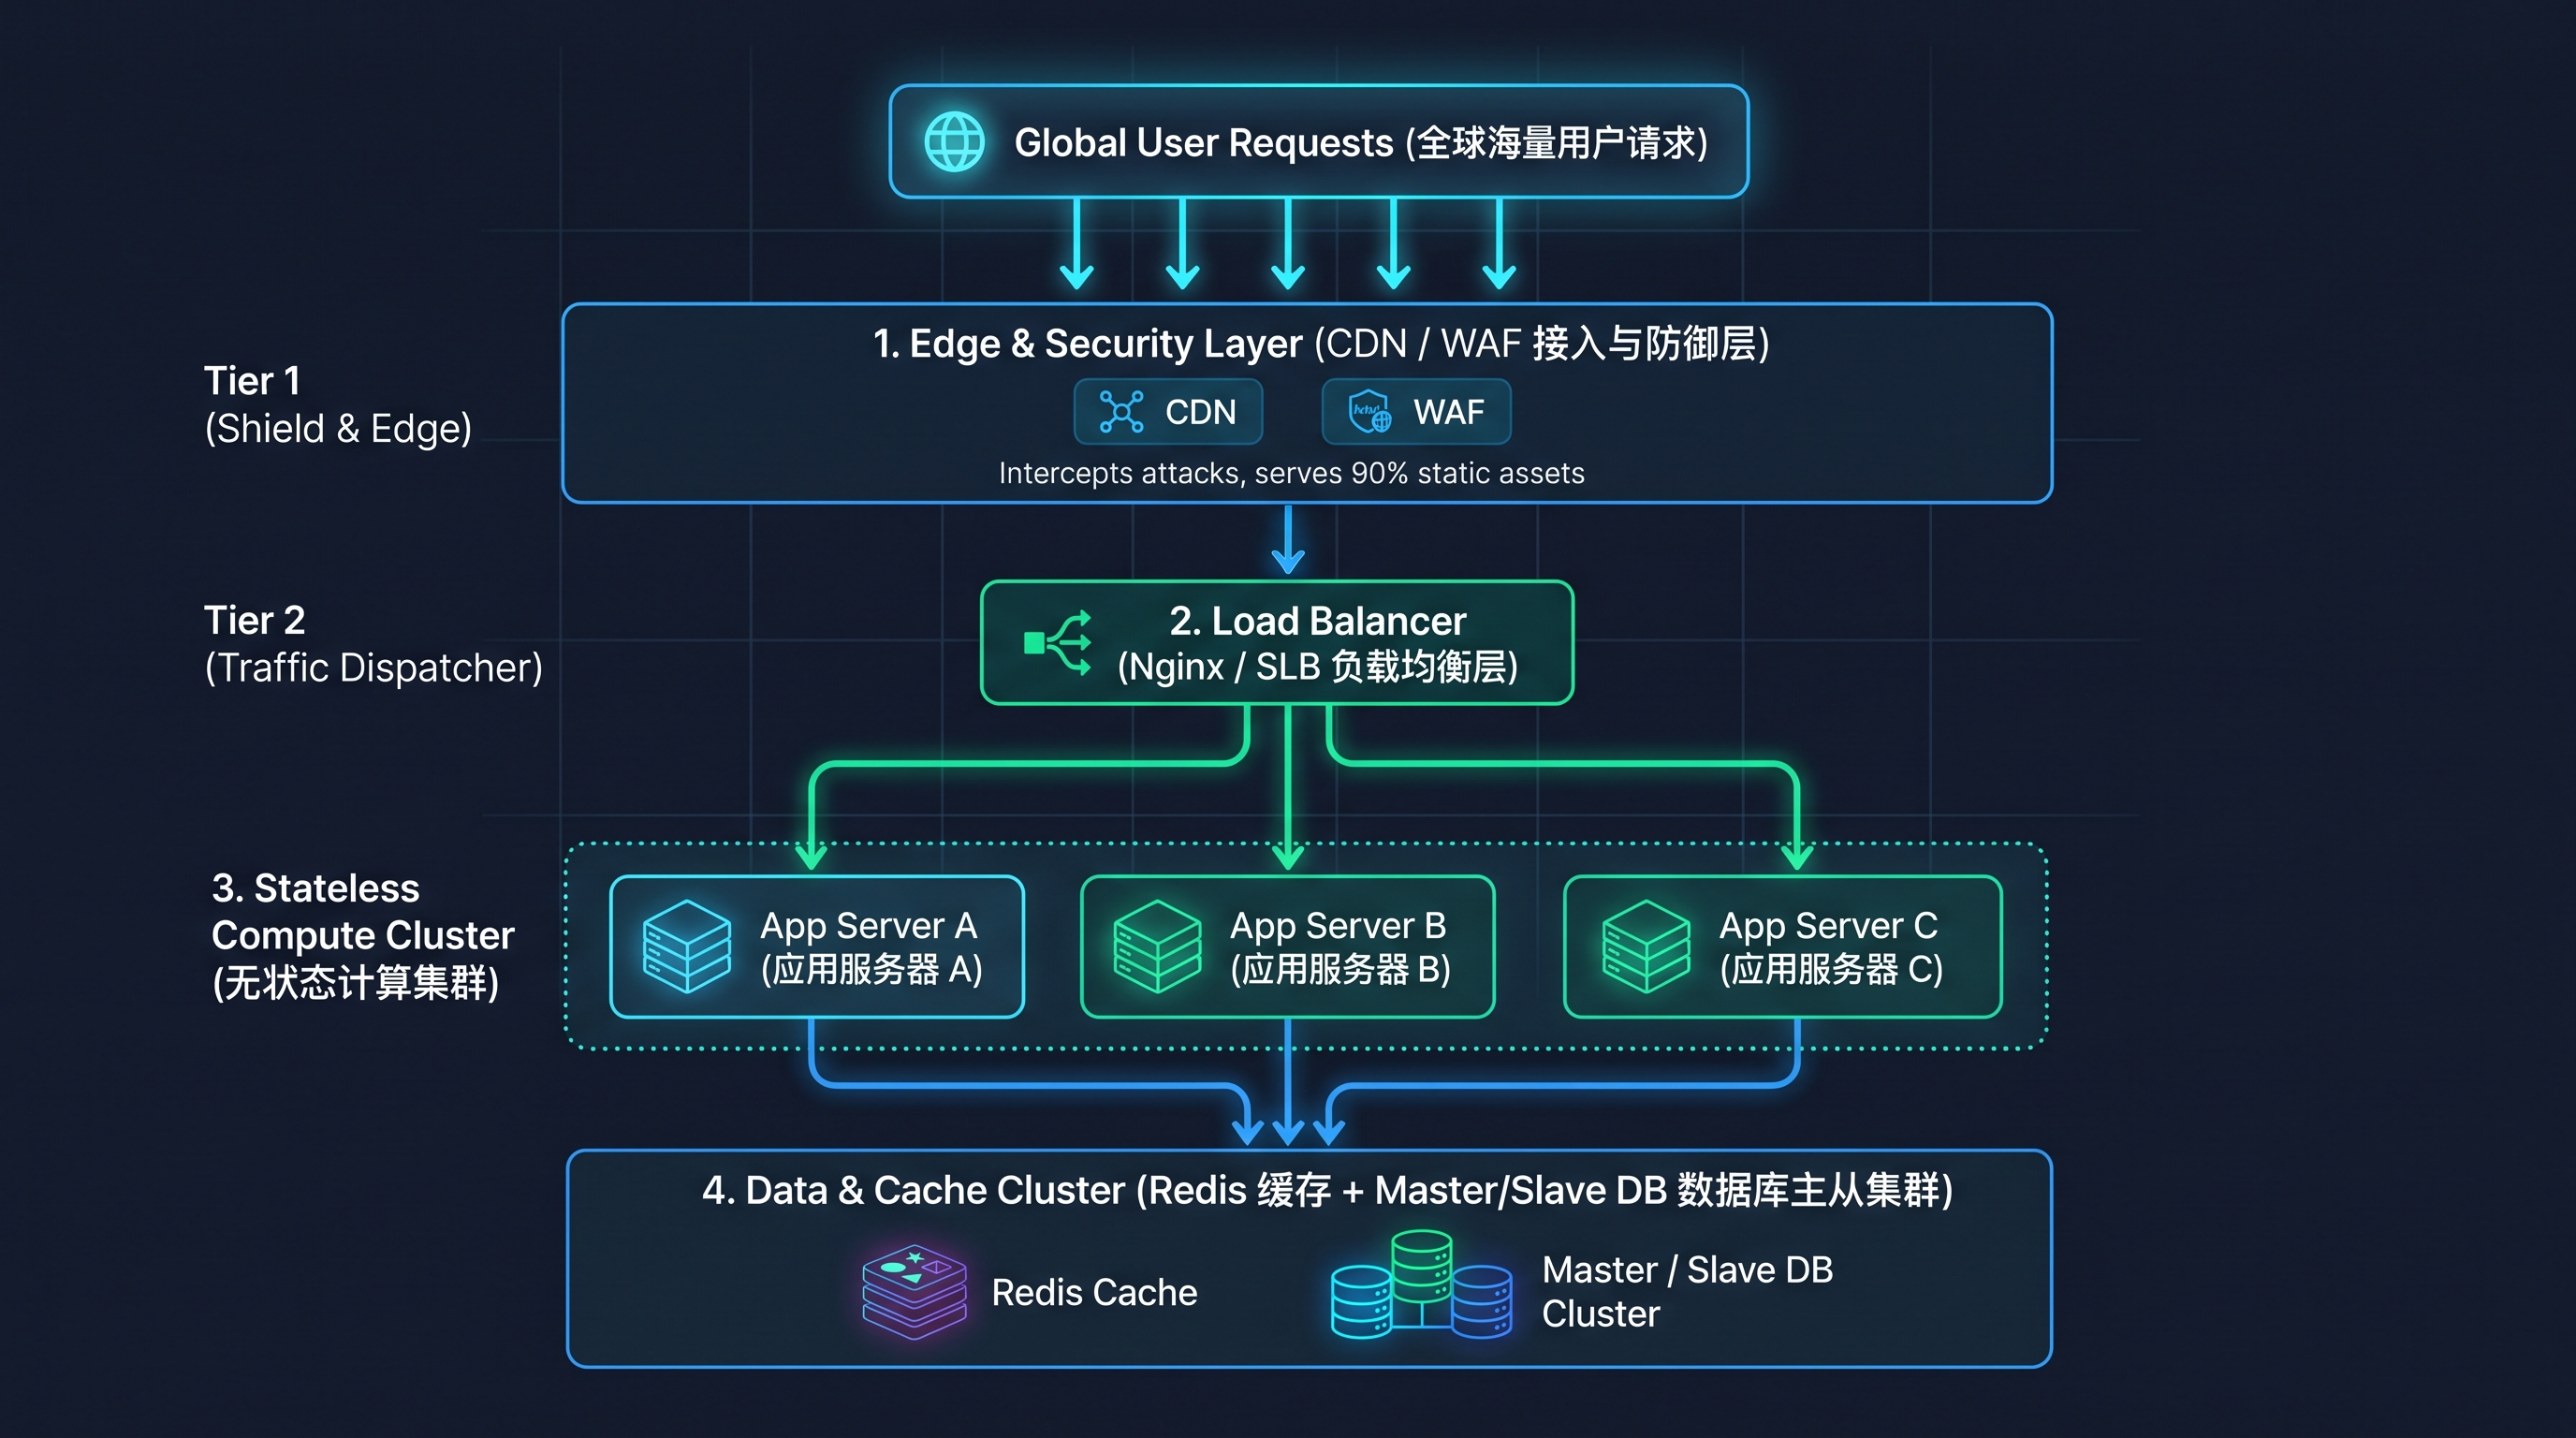 Global User Requests (全球海量用户请求)
1. Edge & Security Layer (CDN / WAF 接入与防御层)
Tier 1
(Shield & Edge)
CDN
WAF
Intercepts attacks, serves 90% static assets
Tier 2
(Traffic Dispatcher)
2. Load Balancer
(Nginx / SLB 负载均衡层)
3. Stateless
Compute Cluster
(无状态计算集群)
App Server A
(应用服务器 A)
App Server B
(应用服务器 B)
App Server C
(应用服务器 C)
4. Data & Cache Cluster (Redis 缓存 + Master/Slave DB 数据库主从集群)
Redis Cache
Master / Slave DB
Cluster